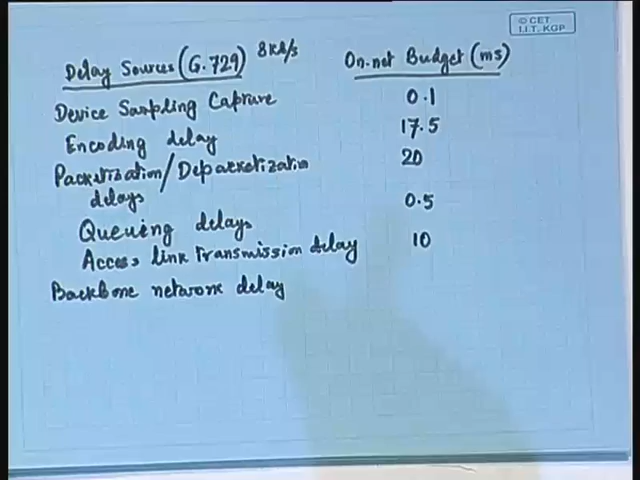 © CET
I.I.T. KGP
Delay Sources (G.729) 8Kb/s On-net Budget (ms)
Device Sampling Capture 0.1
Encoding delay 17.5
Packetization/Depacketization 20
delays
Queuing delays 0.5
Access link transmission delay 10
Backbone network delay